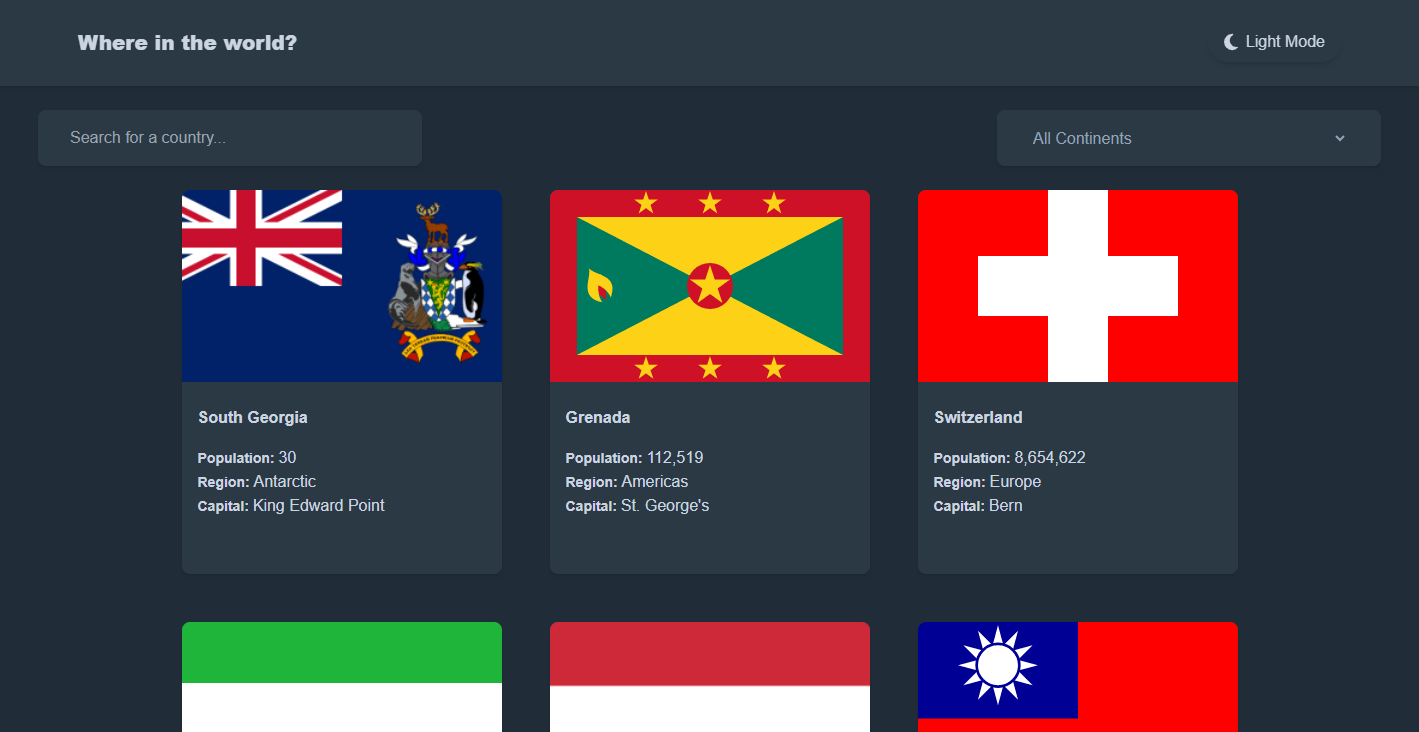 Where in the world?
Light Mode
Search for a country...
All Continents
South Georgia
Population: 30
Region: Antarctic
Capital: King Edward Point
Grenada
Population: 112,519
Region: Americas
Capital: St. George's
Switzerland
Population: 8,654,622
Region: Europe
Capital: Bern